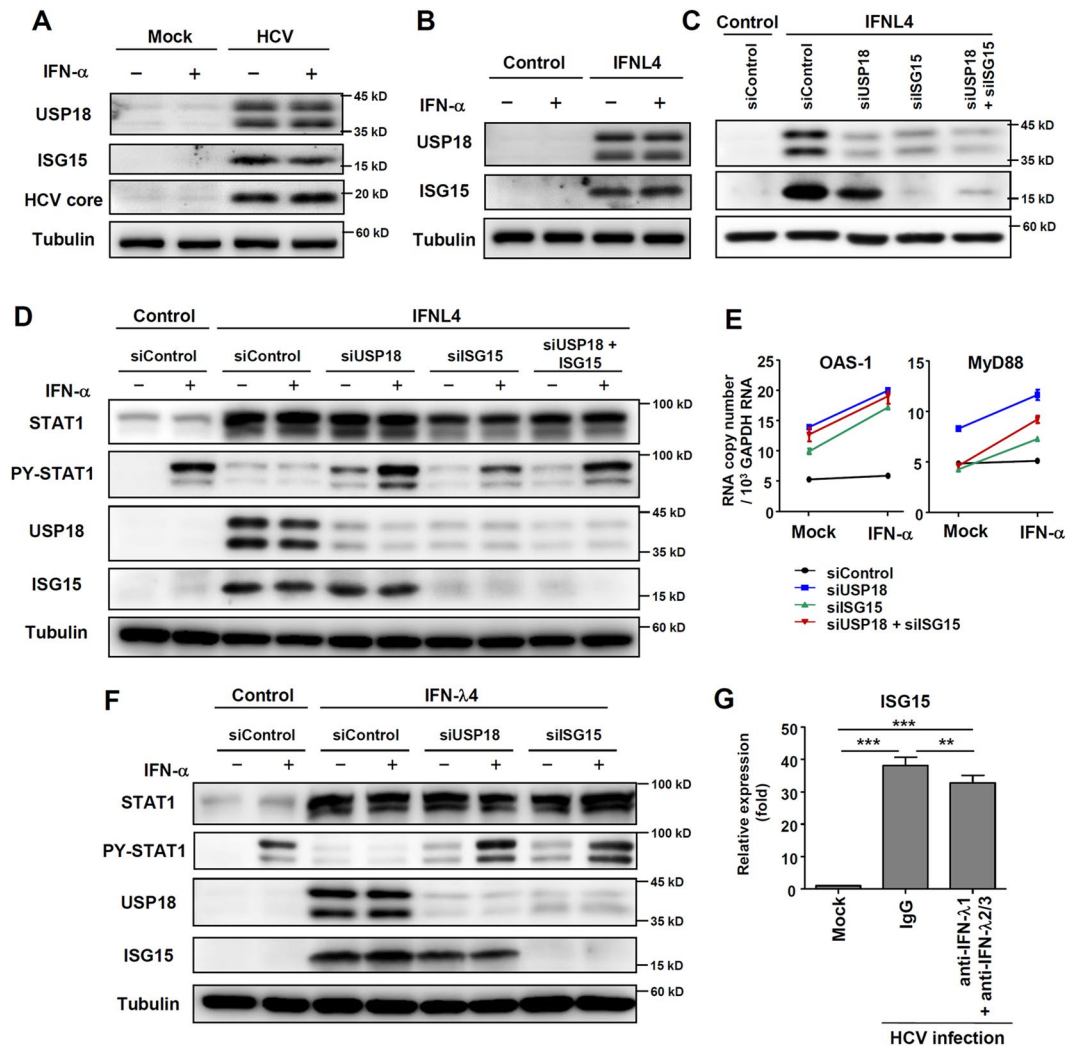 A
Mock HCV
IFN-α − + − +
USP18
45 kD
35 kD
ISG15
15 kD
HCV core
20 kD
Tubulin
60 kD
B
Control IFNL4
IFN-α − + − +
USP18
ISG15
Tubulin
C
Control IFNL4
siControl siControl siUSP18 siISG15 siUSP18 + siISG15
45 kD
35 kD
15 kD
60 kD
D
Control IFNL4
siControl siControl siUSP18 siISG15 siUSP18 + ISG15
IFN-α − + − + − + − + − +
STAT1
100 kD
PY-STAT1
100 kD
USP18
45 kD
35 kD
ISG15
15 kD
Tubulin
60 kD
E
OAS-1 MyD88
RNA copy number
/ 10³ GAPDH RNA
25
20
15
10
5
0
15
10
5
0
Mock IFN-α Mock IFN-α
siControl
siUSP18
siISG15
siUSP18 + siISG15
F
Control IFN-λ4
siControl siControl siUSP18 siISG15
IFN-α − + − + − + − +
STAT1
100 kD
PY-STAT1
100 kD
USP18
45 kD
35 kD
ISG15
15 kD
Tubulin
60 kD
G
ISG15
Relative expression
(fold)
50
40
30
20
10
0
***
*** **
Mock
IgG
anti-IFN-λ1
+ anti-IFN-λ2/3
HCV infection